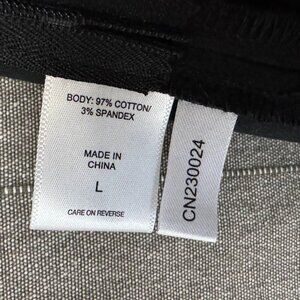 BODY: 97% COTTON/
3% SPANDEX
MADE IN
CHINA
L
CARE ON REVERSE
CN230024